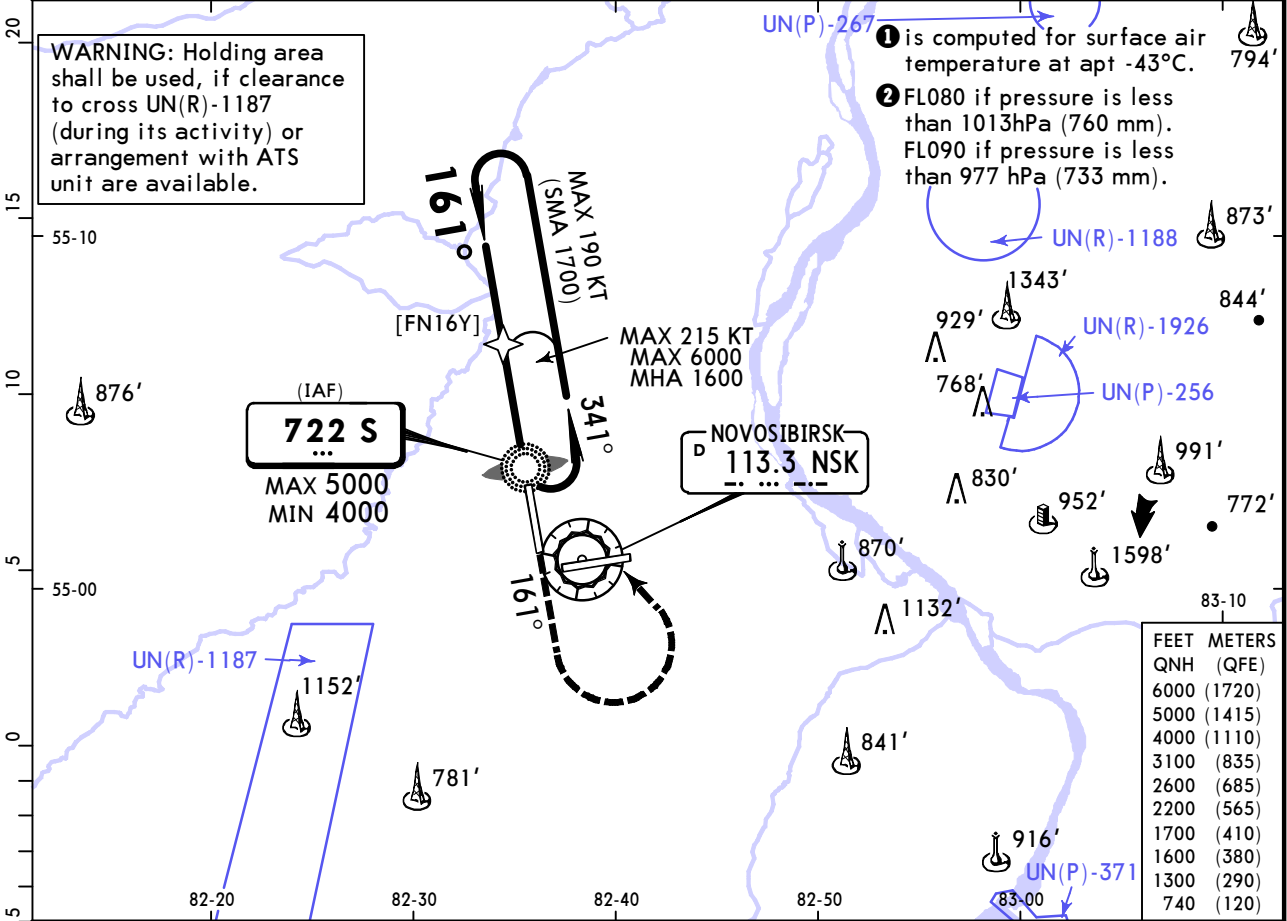 WARNING: Holding area
shall be used, if clearance
to cross UN(R)-1187
(during its activity) or
arrangement with ATS
unit are available.
UN(P)-267
❶ is computed for surface air
temperature at apt -43°C.
❷ FL080 if pressure is less
than 1013hPa (760 mm).
FL090 if pressure is less
than 977 hPa (733 mm).
794'
20
15
10
5
0
5
55-10
55-00
161°
MAX 190 KT
(SMA 1700)
[FN16Y]
MAX 215 KT
MAX 6000
MHA 1600
341°
UN(R)-1188
873'
1343'
844'
929'
UN(R)-1926
768'
UN(P)-256
876'
(IAF)
722 S
...
MAX 5000
MIN 4000
NOVOSIBIRSK
D 113.3 NSK
-. ... -.-
991'
830'
952'
772'
1598'
870'
1132'
161°
83-10
UN(R)-1187
1152'
781'
841'
916'
UN(P)-371
82-20
82-30
82-40
82-50
83-00
FEET METERS
QNH (QFE)
6000 (1720)
5000 (1415)
4000 (1110)
3100 (835)
2600 (685)
2200 (565)
1700 (410)
1600 (380)
1300 (290)
740 (120)